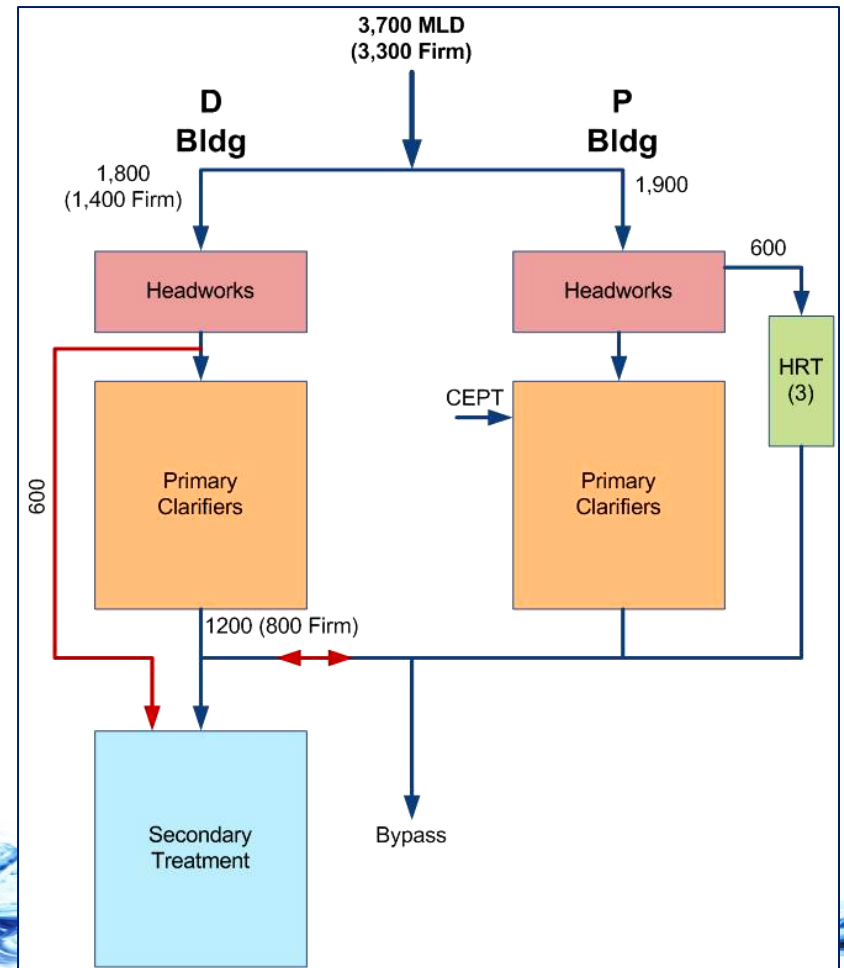 3,700 MLD
(3,300 Firm)
D
Bldg
P
Bldg
1,800
(1,400 Firm)
1,900
600
Headworks
Headworks
HRT
(3)
CEPT
Primary
Clarifiers
Primary
Clarifiers
600
1200 (800 Firm)
Secondary
Treatment
Bypass